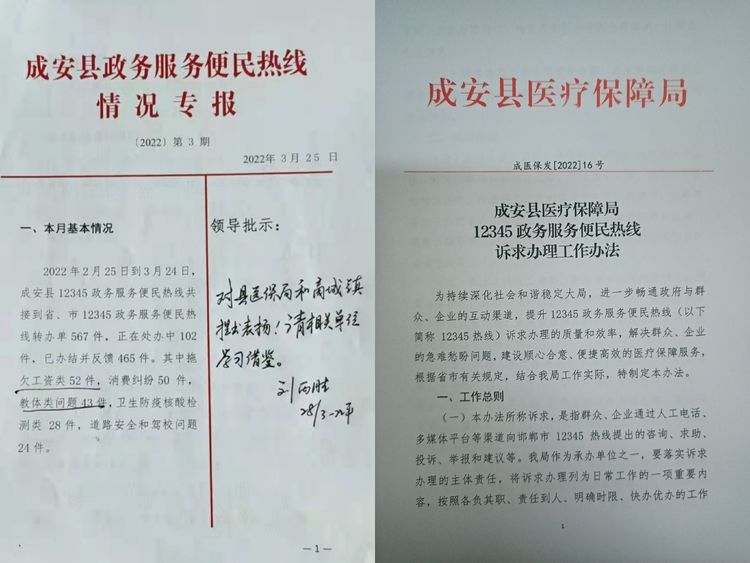 成安县政务服务便民热线
情况专报
〔2022〕第 3 期
2022年 3 月 25 日
一、本月基本情况
2022 年 2 月 25 日到 3 月 24 日，
成安县 12345 政务服务便民热线共
接到省、市 12345 政务服务便民热
线转办单 567 件，正在处办中 102
件，已办结并反馈 465 件。其中拖
欠工资类 52 件，消费纠纷 50 件，
教体类问题 43 件，卫生防疫核酸检
测类 28 件，道路安全和驾校问题
24 件。
领导批示：
对县医保局和商城镇
提出表扬！请相关单位
学习借鉴。
28/3-22年
—1—
成安县医疗保障局
成医保发[2022]16 号
成安县医疗保障局
12345 政务服务便民热线
诉求办理工作办法
为持续深化社会和谐稳定大局，进一步畅通政府与群
众、企业的互动渠道，提升 12345 政务服务便民热线（以下
简称 12345 热线）诉求办理的质量和效率，解决群众、企业
的急难愁盼问题，建设顺心合意、便捷高效的医疗保障服务，
根据省市有关规定，结合我局工作实际，特制定本办法。
一、工作总则
（一）本办法所称诉求，是指群众、企业通过人工电话、
多媒体平台等渠道向邯郸市 12345 热线提出的咨询、求助、
投诉、举报和建议等。我局作为承办单位之一，要落实诉求
办理的主体责任，将诉求办理列为日常工作的一项重要内
容，按照各负其职、责任到人、明确时限、快办优办的工作
1